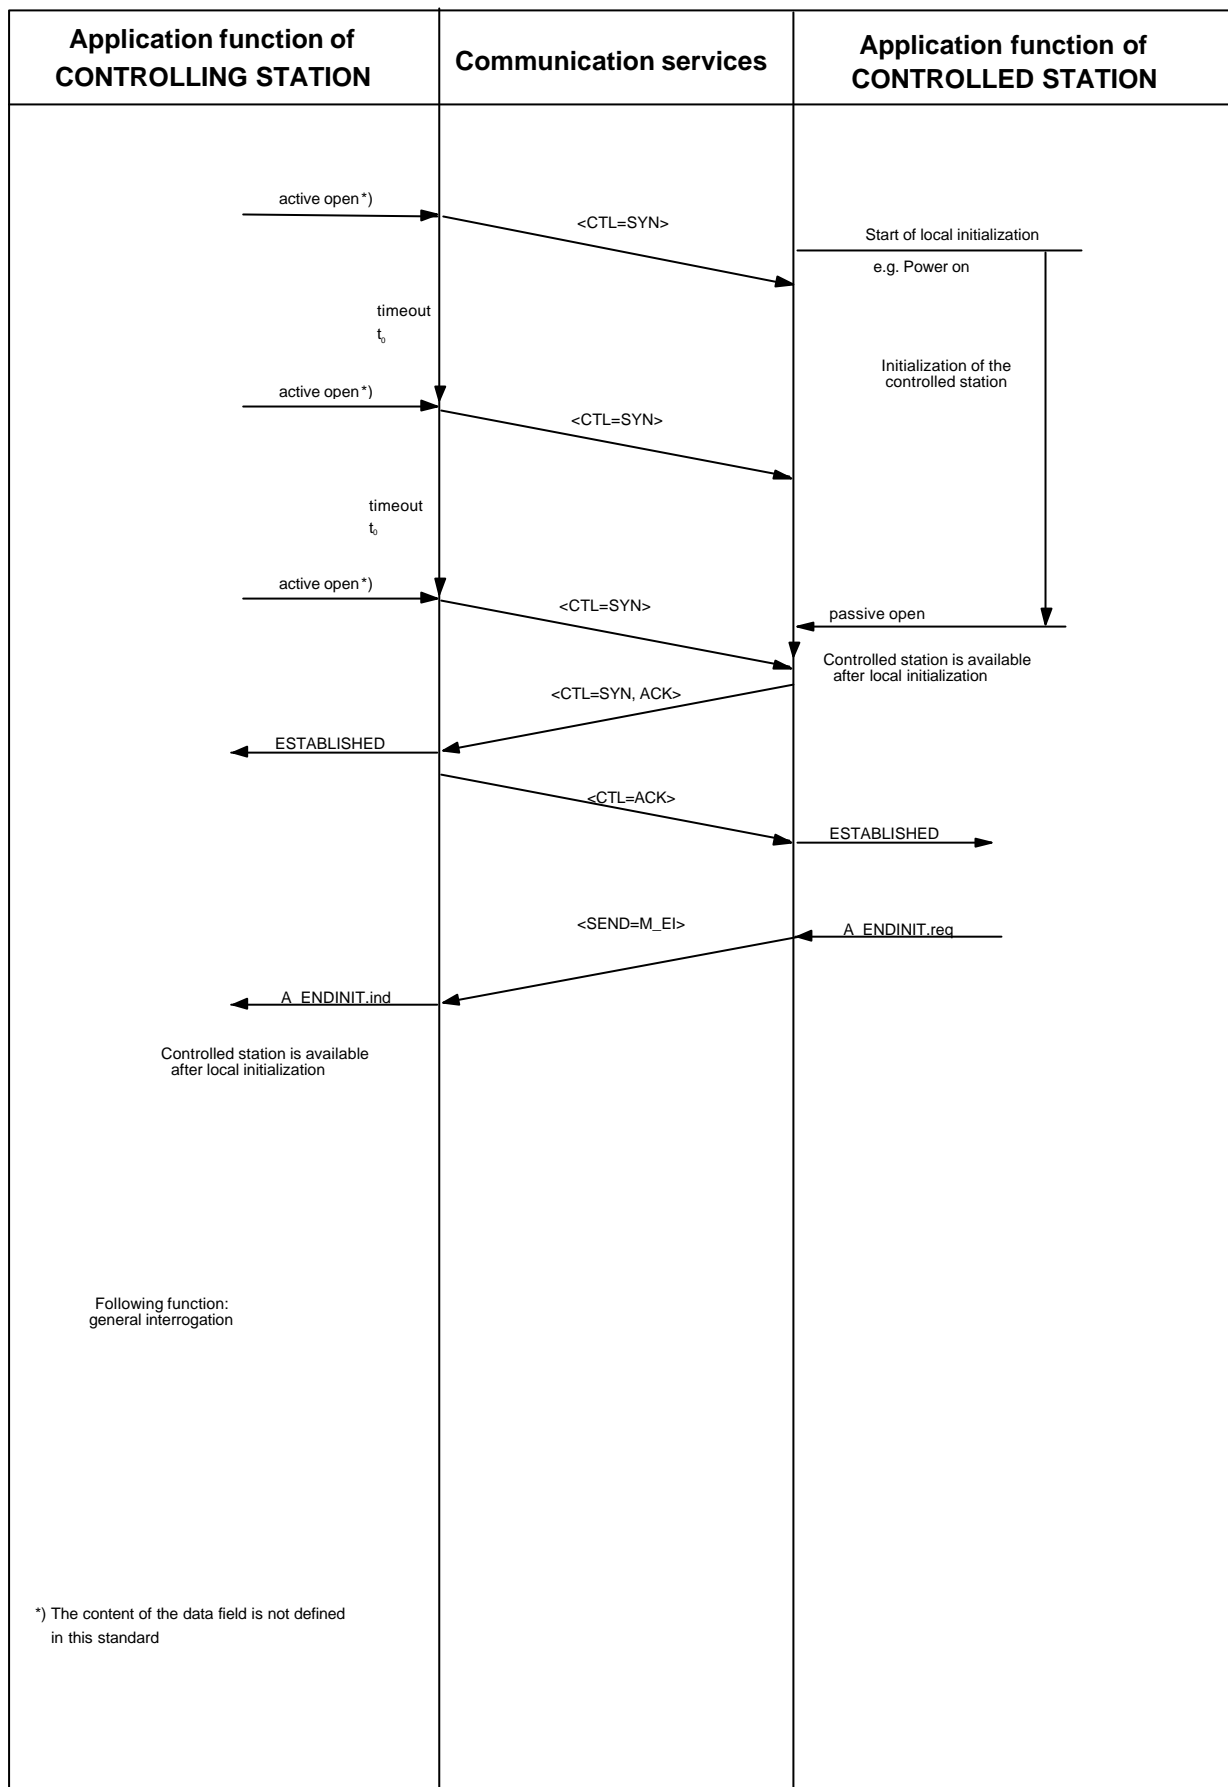 Application function of
CONTROLLING STATION
Communication services
Application function of
CONTROLLED STATION
active open *)
<CTL=SYN>
Start of local initialization
e.g. Power on
timeout
t₀
Initialization of the
controlled station
active open *)
<CTL=SYN>
timeout
t₀
active open *)
<CTL=SYN>
passive open
Controlled station is available
after local initialization
<CTL=SYN, ACK>
ESTABLISHED
<CTL=ACK>
ESTABLISHED
<SEND=M_EI>
A_ENDINIT.req
A_ENDINIT.ind
Controlled station is available
after local initialization
Following function:
general interrogation
*) The content of the data field is not defined
in this standard